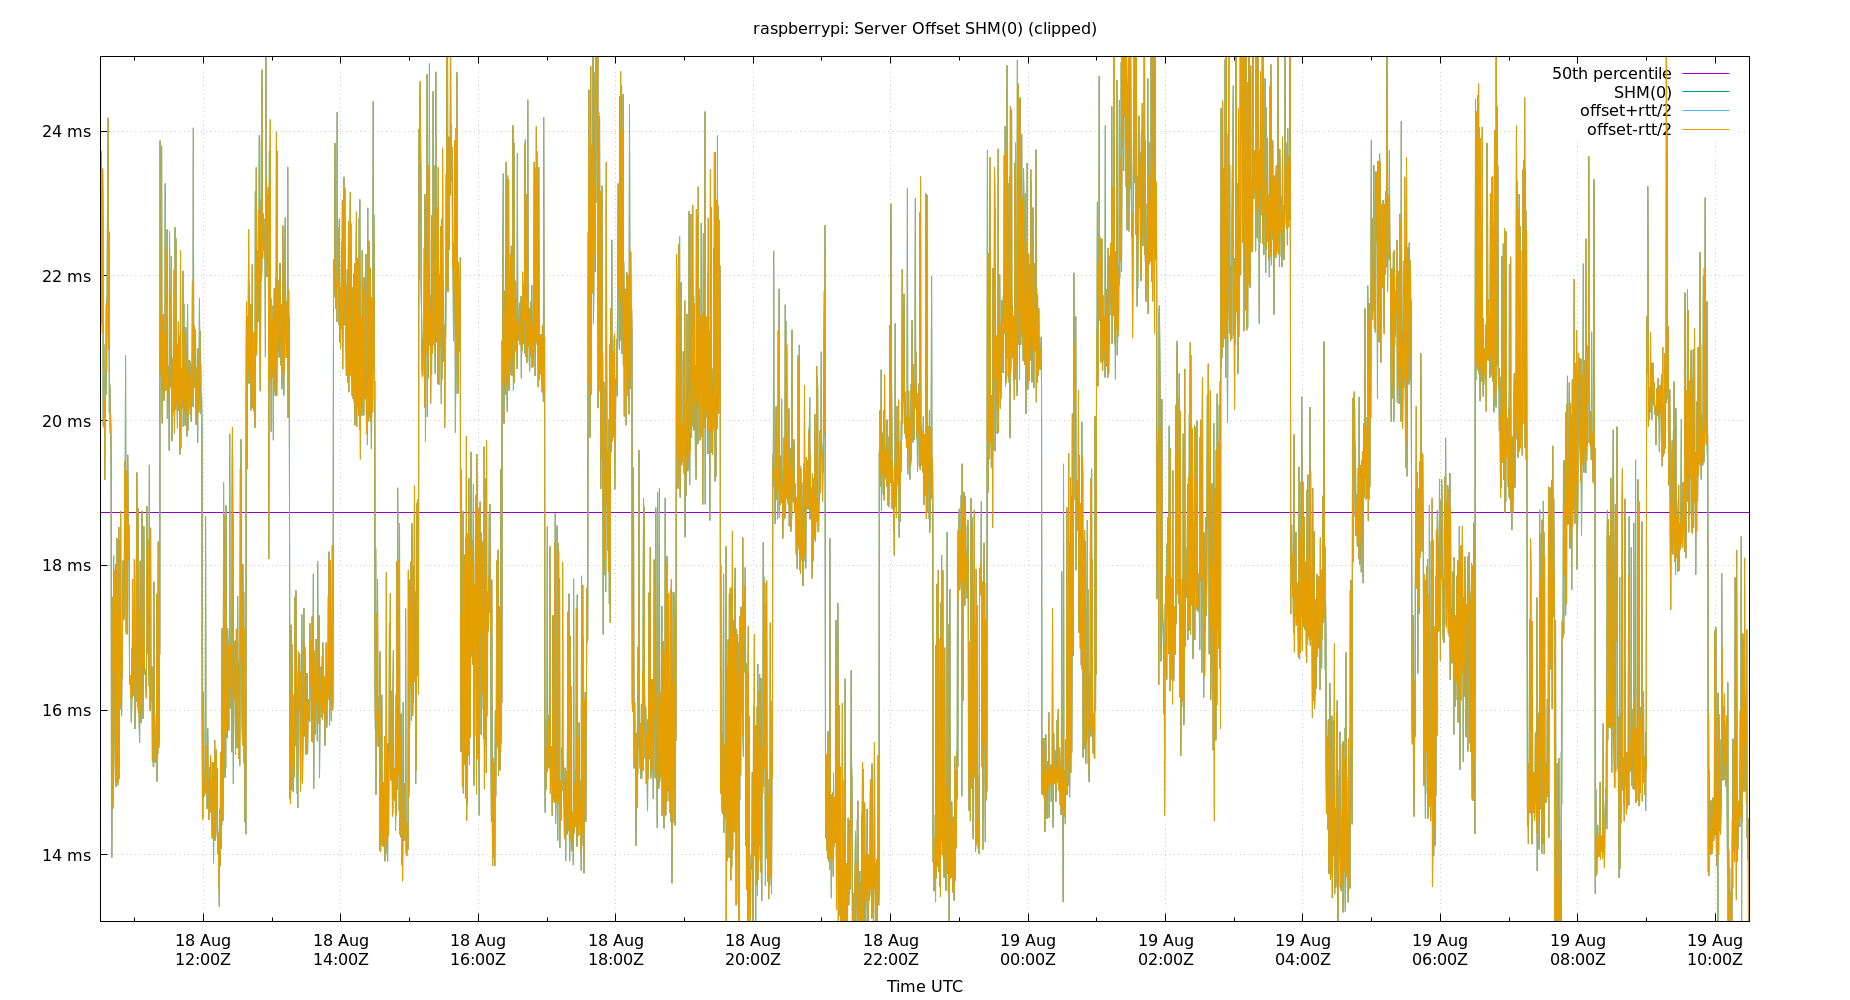 raspberrypi: Server Offset SHM(0) (clipped)
50th percentile
SHM(0)
offset+rtt/2
offset-rtt/2
24 ms
22 ms
20 ms
18 ms
16 ms
14 ms
18 Aug 18 Aug 18 Aug 18 Aug 18 Aug 18 Aug 19 Aug 19 Aug 19 Aug 19 Aug 19 Aug 19 Aug
12:00Z 14:00Z 16:00Z 18:00Z 20:00Z 22:00Z 00:00Z 02:00Z 04:00Z 06:00Z 08:00Z 10:00Z
Time UTC